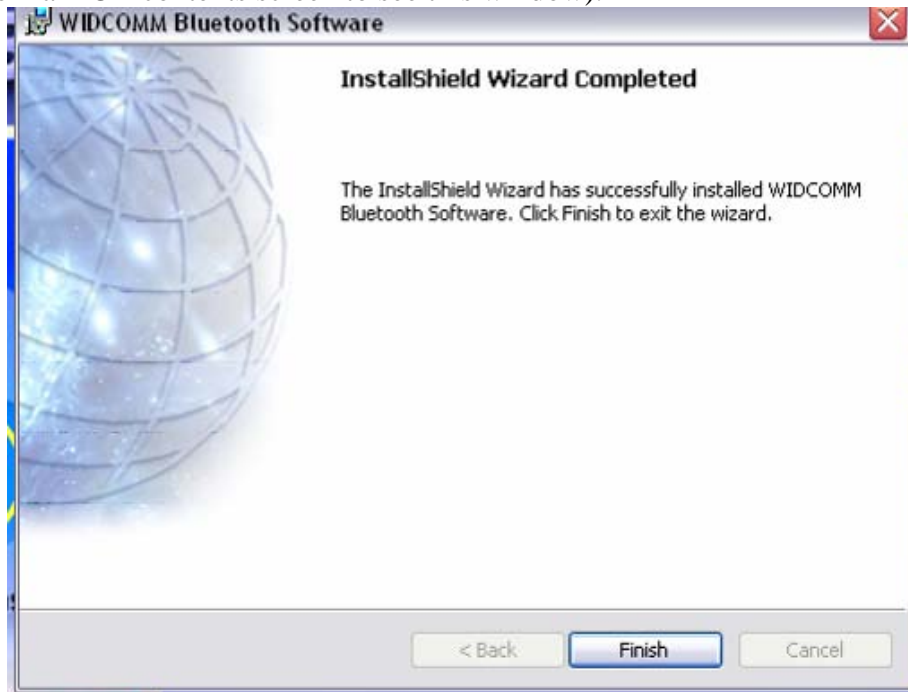 WIDCOMM Bluetooth Software
InstallShield Wizard Completed
The InstallShield Wizard has successfully installed WIDCOMM
Bluetooth Software. Click Finish to exit the wizard.
< Back Finish Cancel